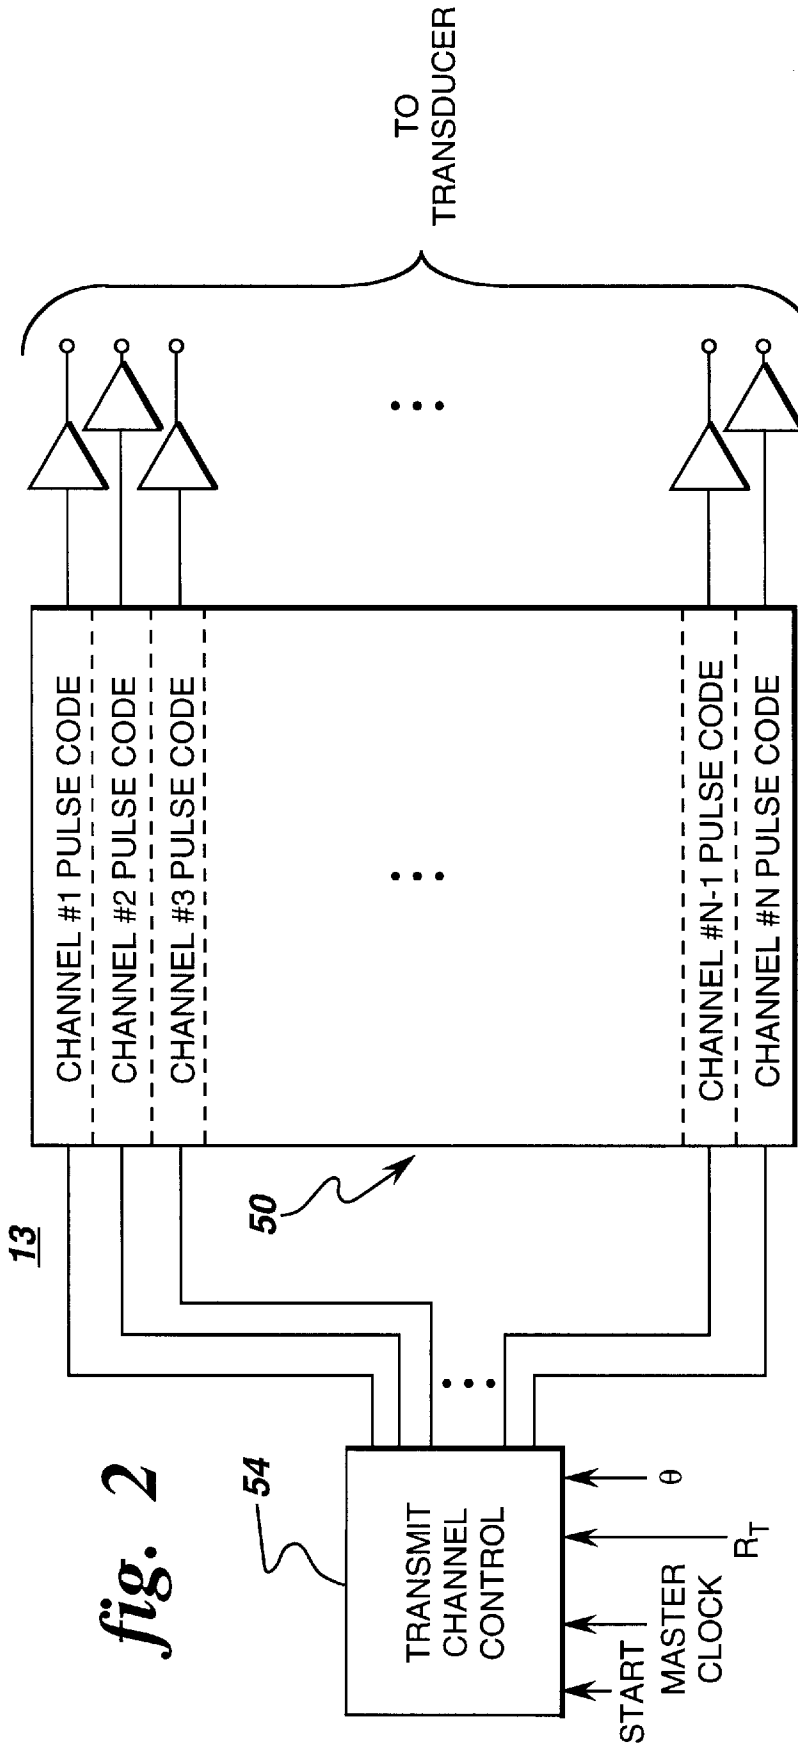 fig. 2
13
54
TRANSMIT
CHANNEL
CONTROL
START
MASTER
CLOCK
R_T
θ
50
CHANNEL #1 PULSE CODE
CHANNEL #2 PULSE CODE
CHANNEL #3 PULSE CODE
CHANNEL #N-1 PULSE CODE
CHANNEL #N PULSE CODE
TO
TRANSDUCER